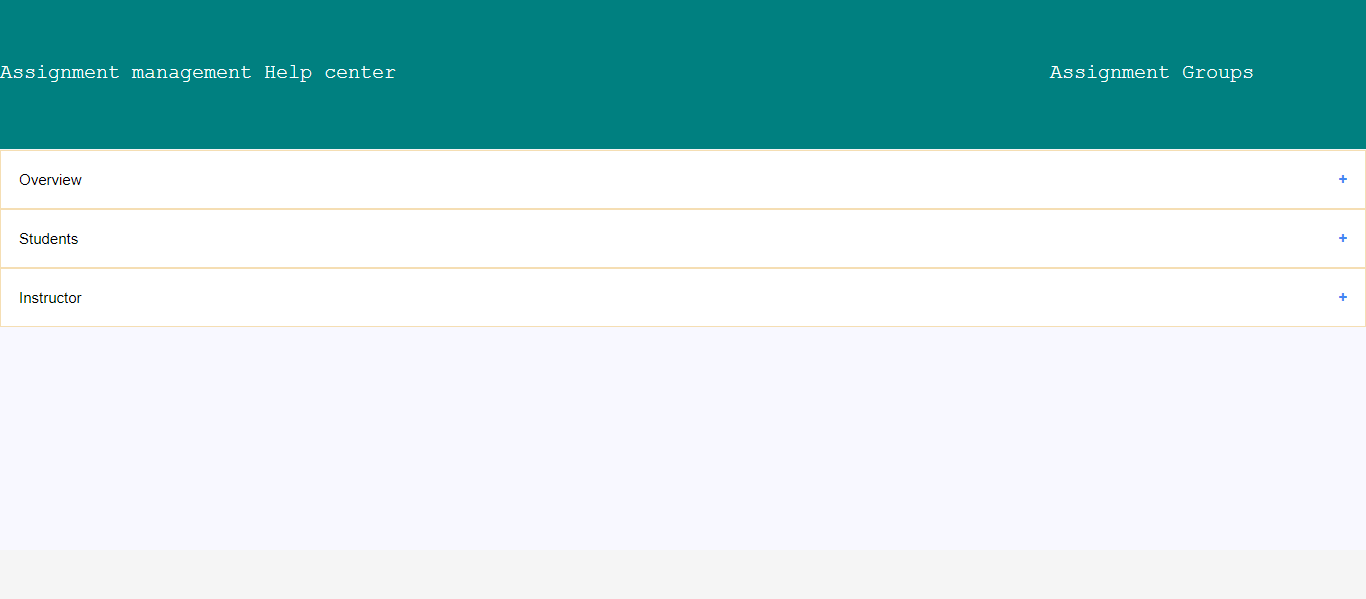 Assignment management Help center
Assignment Groups
Overview +
Students +
Instructor +